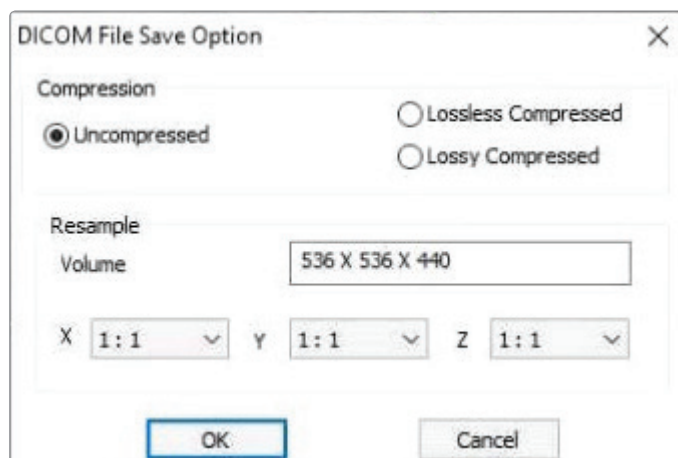 DICOM File Save Option
Compression
Uncompressed
Lossless Compressed
Lossy Compressed
Resample
Volume 536 X 536 X 440
X 1 : 1 Y 1 : 1 Z 1 : 1
OK Cancel